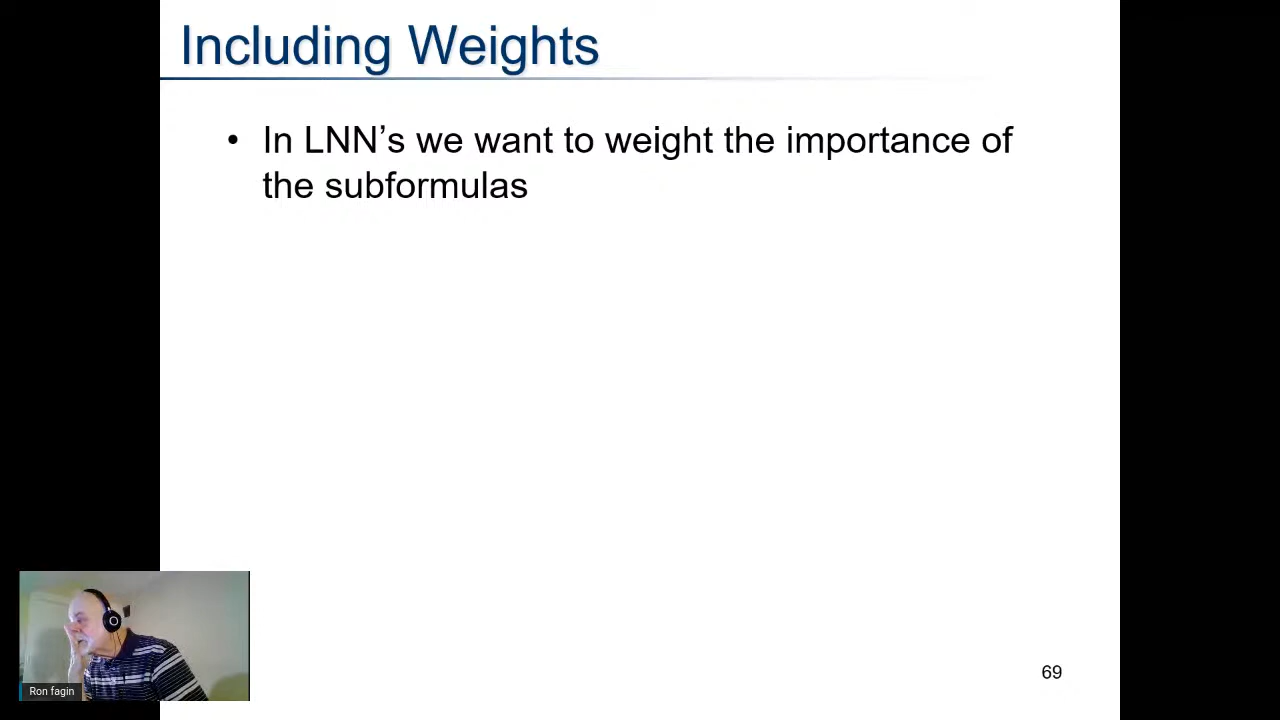 Including Weights
• In LNN’s we want to weight the importance of
the subformulas
Ron fagin
69